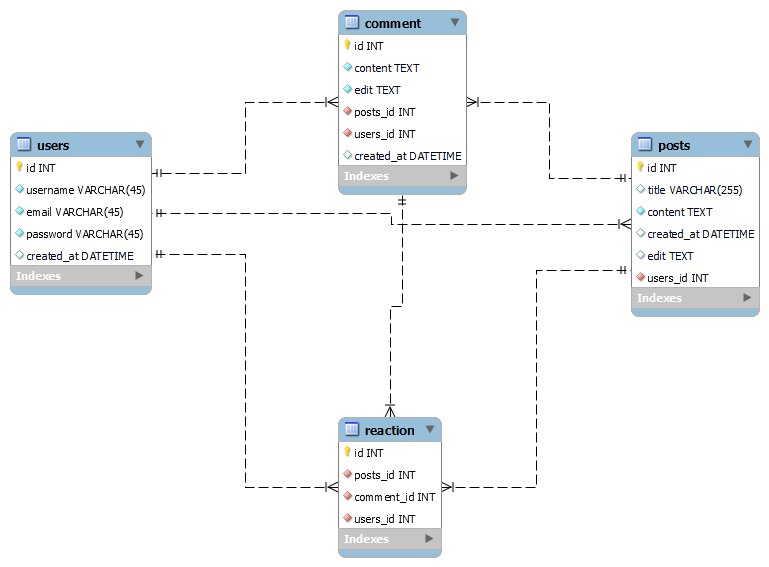 comment
id INT
content TEXT
edit TEXT
posts_id INT
users_id INT
created_at DATETIME
Indexes
users
id INT
username VARCHAR(45)
email VARCHAR(45)
password VARCHAR(45)
created_at DATETIME
Indexes
posts
id INT
title VARCHAR(255)
content TEXT
created_at DATETIME
edit TEXT
users_id INT
Indexes
reaction
id INT
posts_id INT
comment_id INT
users_id INT
Indexes